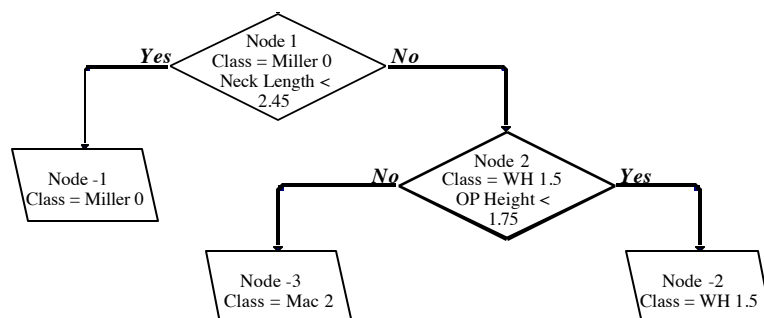 Node 1
Class = Miller 0
Neck Length <
2.45
Yes
No
Node -1
Class = Miller 0
Node 2
Class = WH 1.5
OP Height <
1.75
No
Yes
Node -3
Class = Mac 2
Node -2
Class = WH 1.5